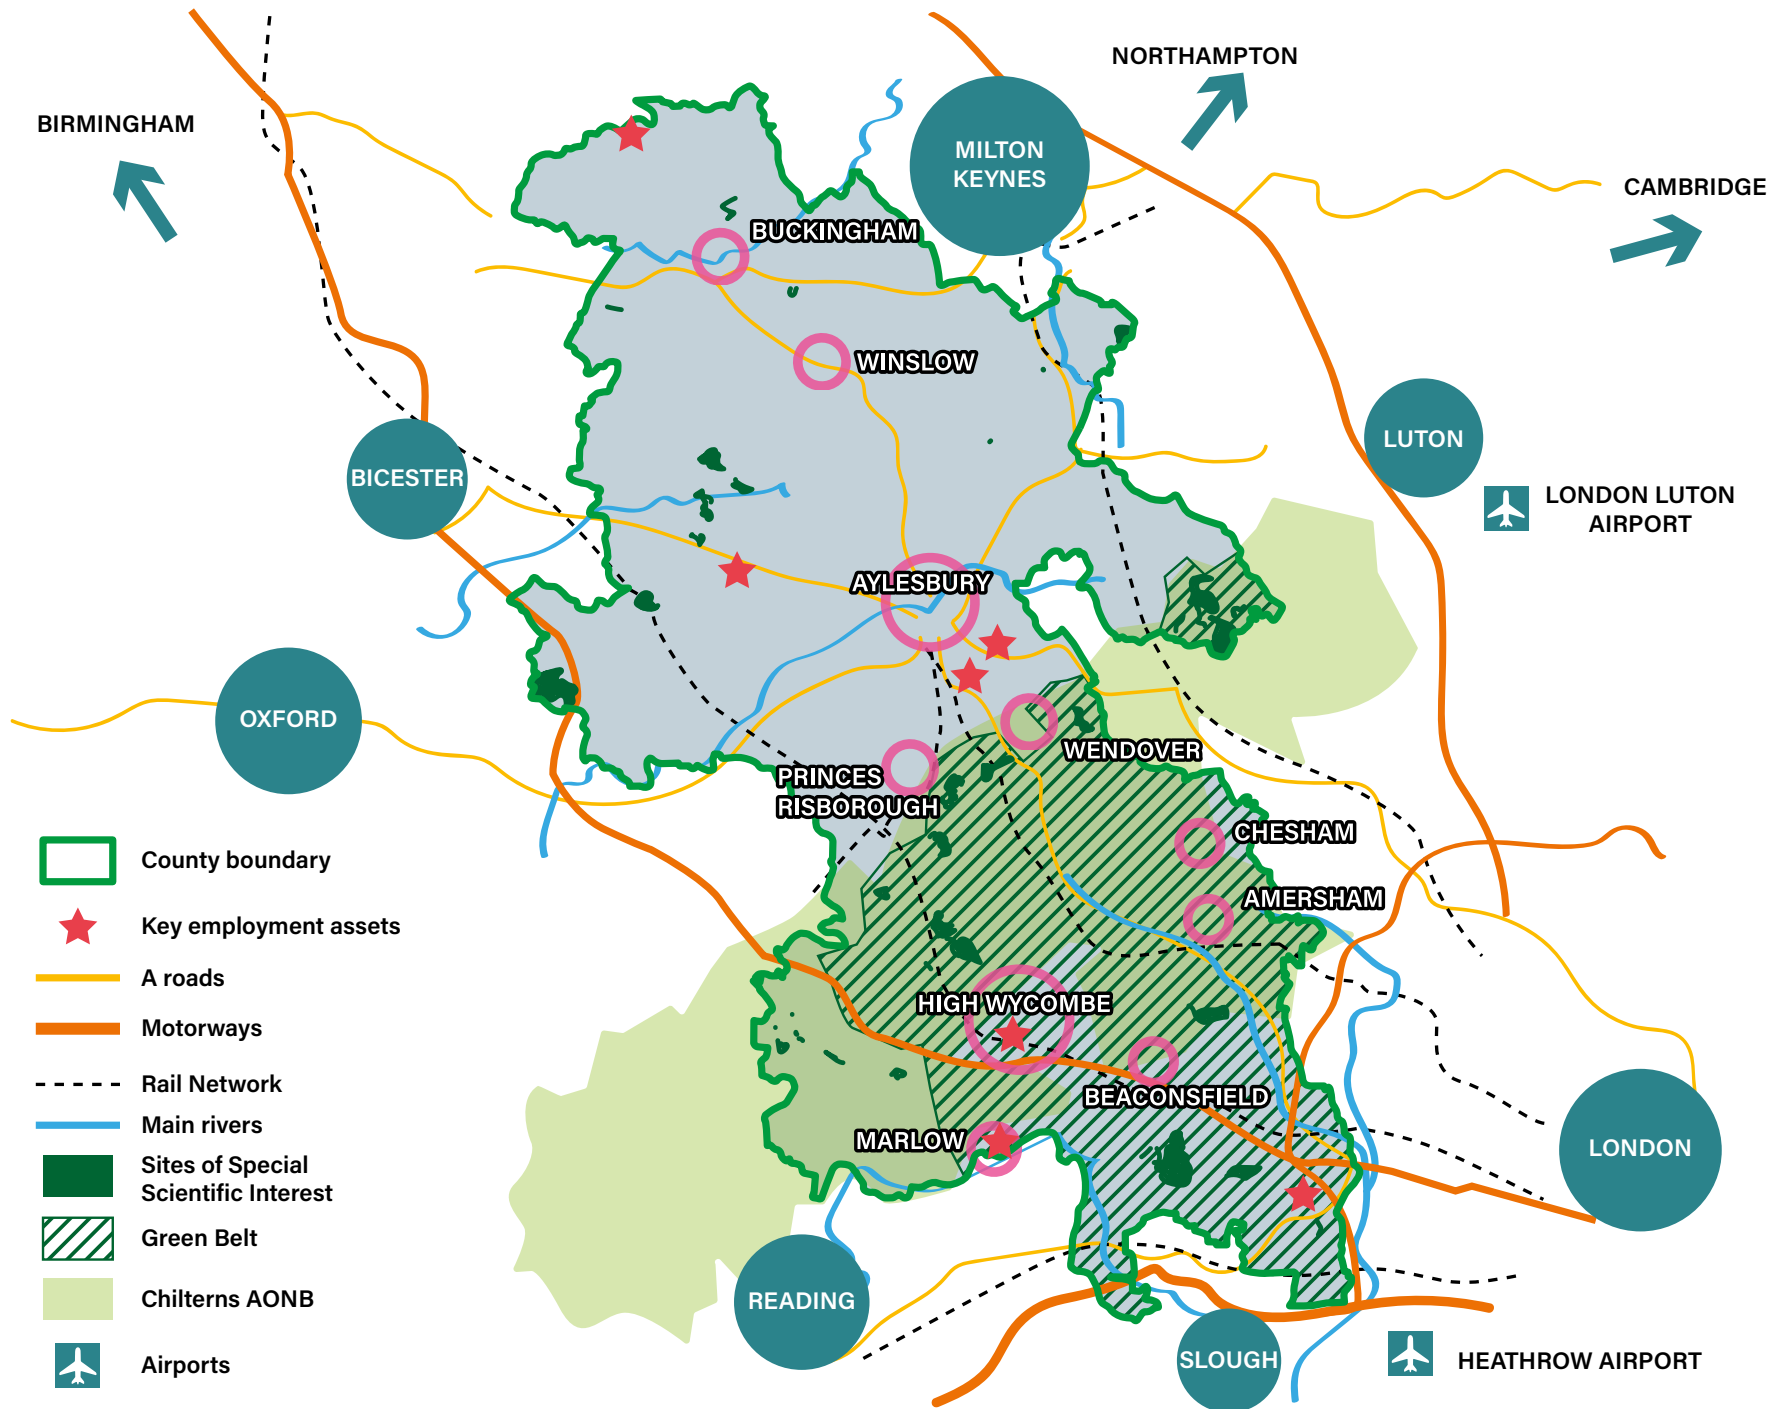 NORTHAMPTON
BIRMINGHAM
MILTON
KEYNES
CAMBRIDGE
BUCKINGHAM
WINSLOW
LUTON
BICESTER
LONDON LUTON
AIRPORT
AYLESBURY
OXFORD
WENDOVER
PRINCES
RISBOROUGH
CHESHAM
AMERSHAM
HIGH WYCOMBE
BEACONSFIELD
MARLOW
LONDON
READING
SLOUGH
HEATHROW AIRPORT
County boundary
Key employment assets
A roads
Motorways
Rail Network
Main rivers
Sites of Special
Scientific Interest
Green Belt
Chilterns AONB
Airports